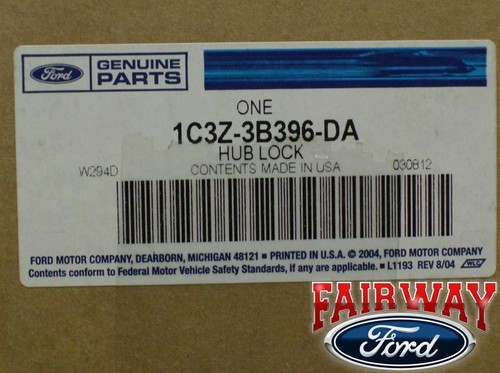 Ford
GENUINE
PARTS
ONE
1C3Z-3B396-DA
HUB LOCK
W294D CONTENTS MADE IN USA 030812
FORD MOTOR COMPANY, DEARBORN, MICHIGAN 48121 ▪ PRINTED IN U.S.A. © 2004, FORD MOTOR COMPANY
Contents conform to Federal Motor Vehicle Safety Standards, if any are applicable. ▪ L1193 REV 8/04 WLC
FAIRWAY
Ford